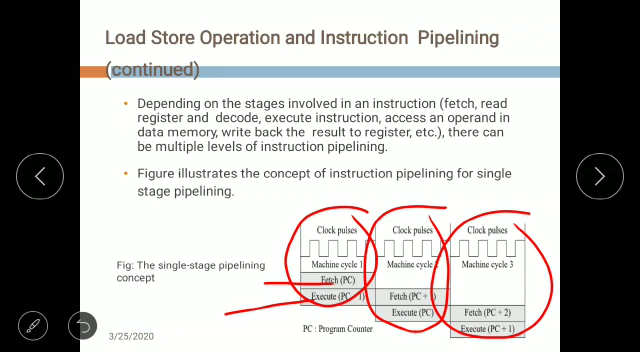 Load Store Operation and Instruction Pipelining
(continued)
• Depending on the stages involved in an instruction (fetch, read
register and decode, execute instruction, access an operand in
data memory, write back the result to register, etc.), there can
be multiple levels of instruction pipelining.
• Figure illustrates the concept of instruction pipelining for single
stage pipelining.
Clock pulses Clock pulses Clock pulses
Machine cycle 1 Machine cycle Machine cycle 3
Fetch (PC)
Execute (PC - 1) Fetch (PC + 1)
Execute (PC) Fetch (PC + 2)
Execute (PC + 1)
Fig: The single-stage pipelining
concept
PC : Program Counter
3/25/2020